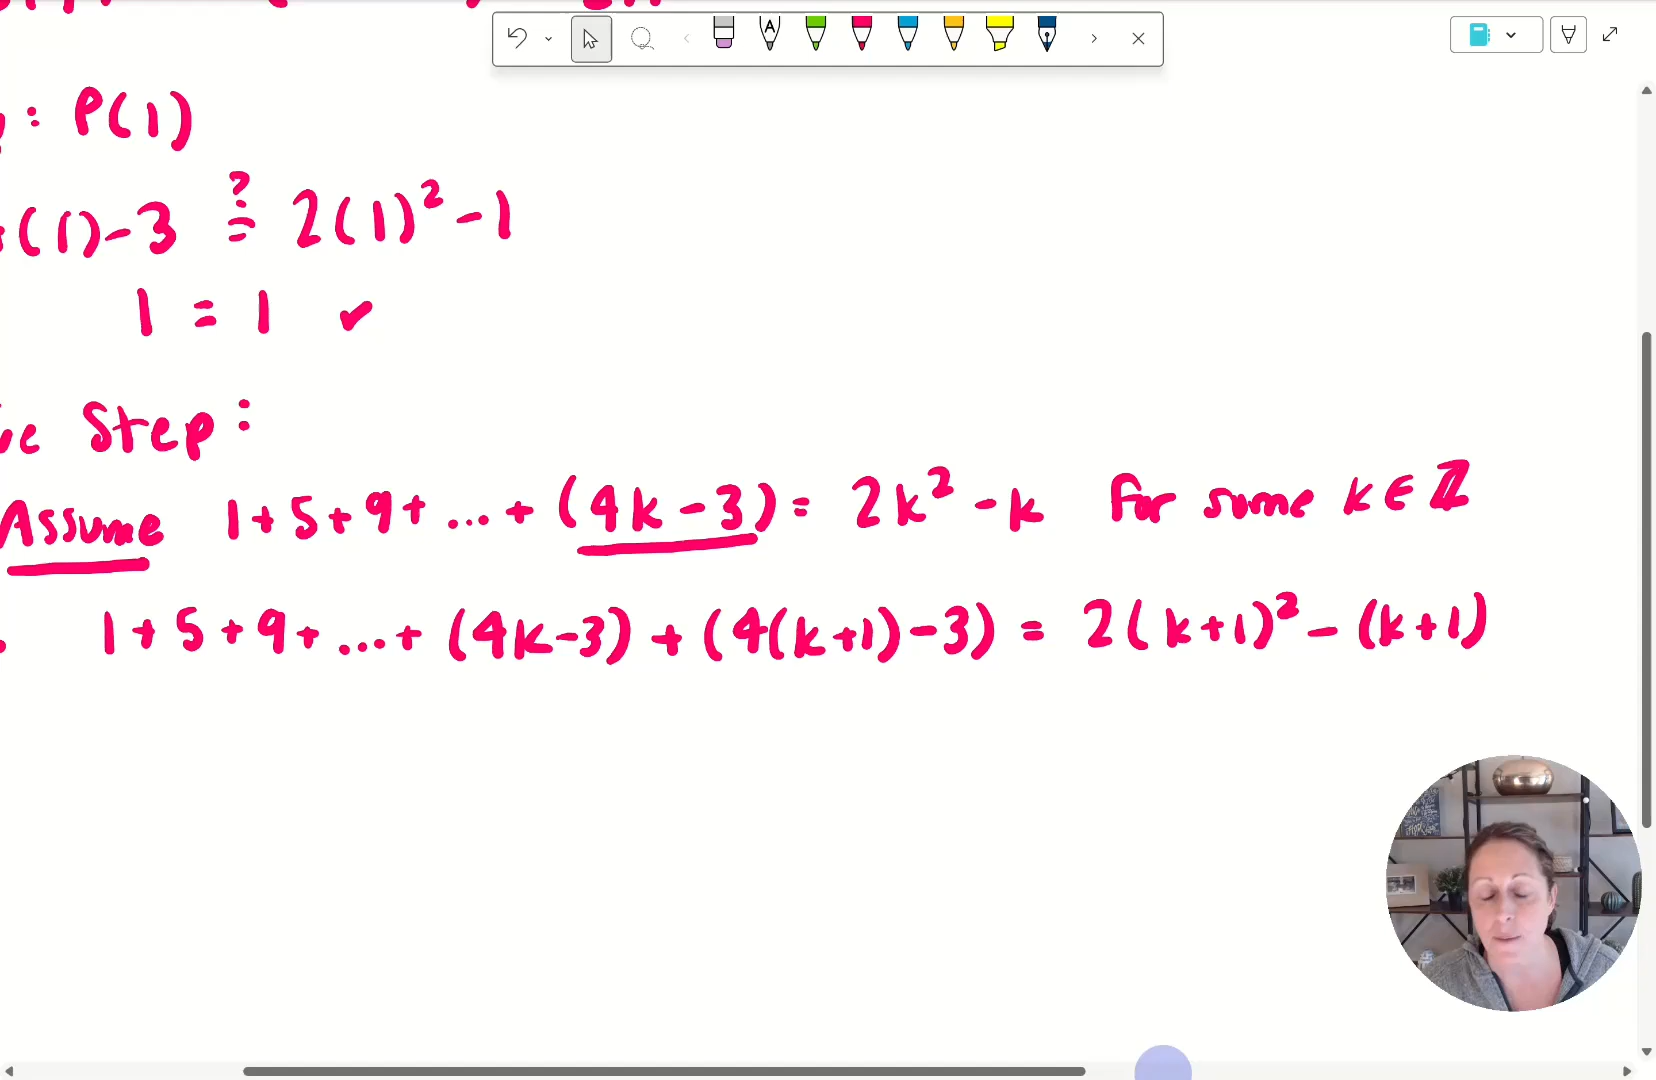 : P(1)
(1)-3 ≟ 2(1)² -1
1 = 1 ✓
ve Step:
Assume 1+5+9+...+(4k-3)= 2k² -k for some k∈ℤ
1+5+9+...+(4k-3)+(4(k+1)-3) = 2(k+1)² -(k+1)